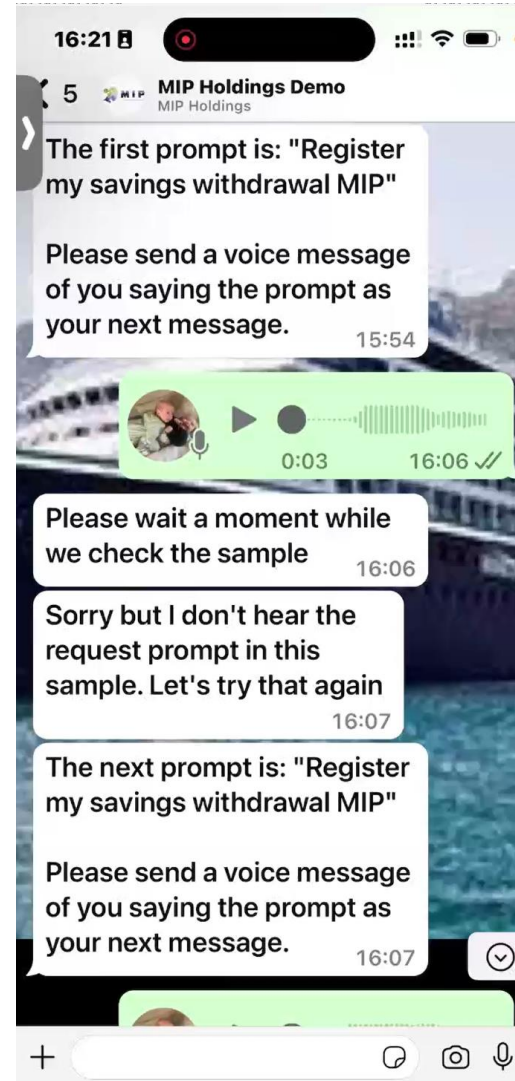 16:21
5
MIP
MIP Holdings Demo
MIP Holdings
The first prompt is: "Register
my savings withdrawal MIP"
Please send a voice message
of you saying the prompt as
your next message.
15:54
0:03
16:06
Please wait a moment while
we check the sample
16:06
Sorry but I don't hear the
request prompt in this
sample. Let's try that again
16:07
The next prompt is: "Register
my savings withdrawal MIP"
Please send a voice message
of you saying the prompt as
your next message.
16:07